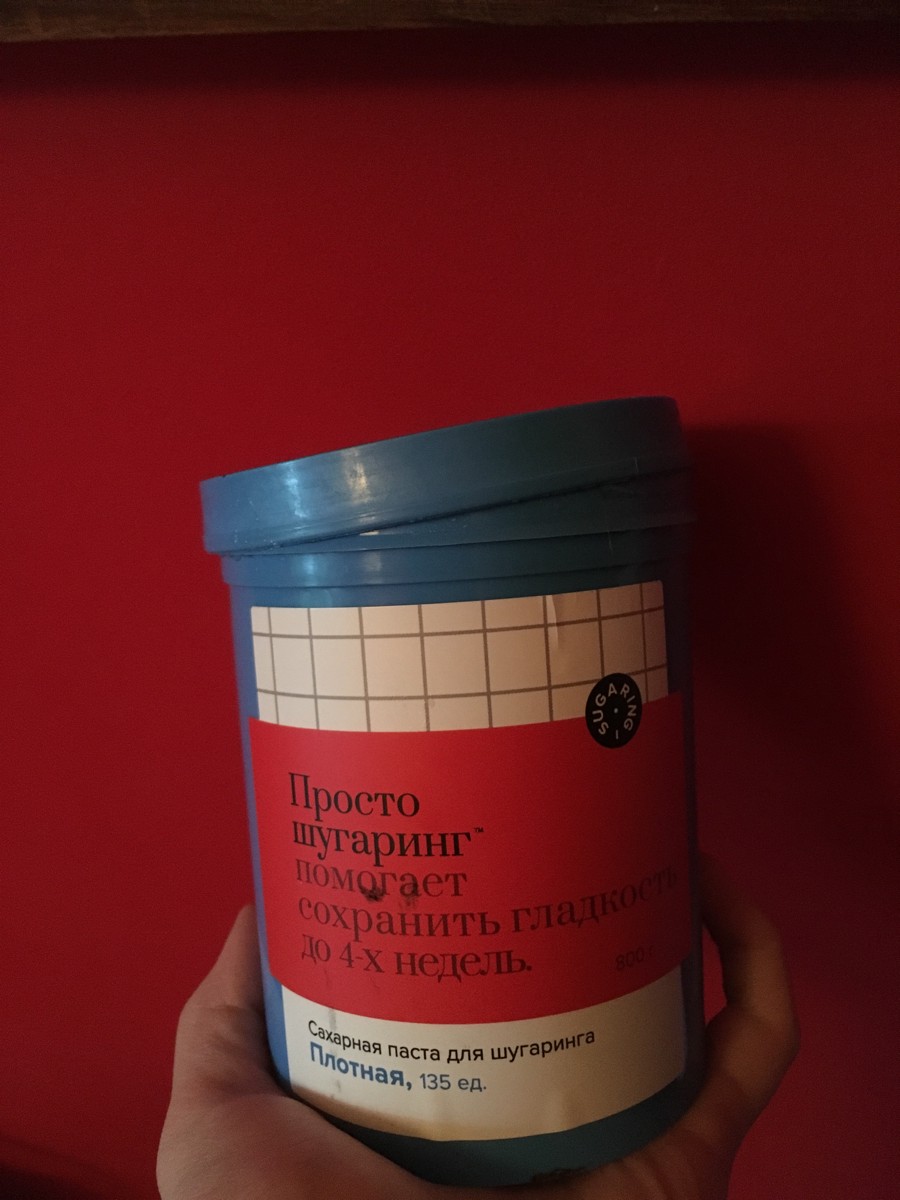 SUGARING
Просто
шугаринг™
помогает
сохранить гладкость
до 4-х недель.
800 г
Сахарная паста для шугаринга
Плотная, 135 ед.